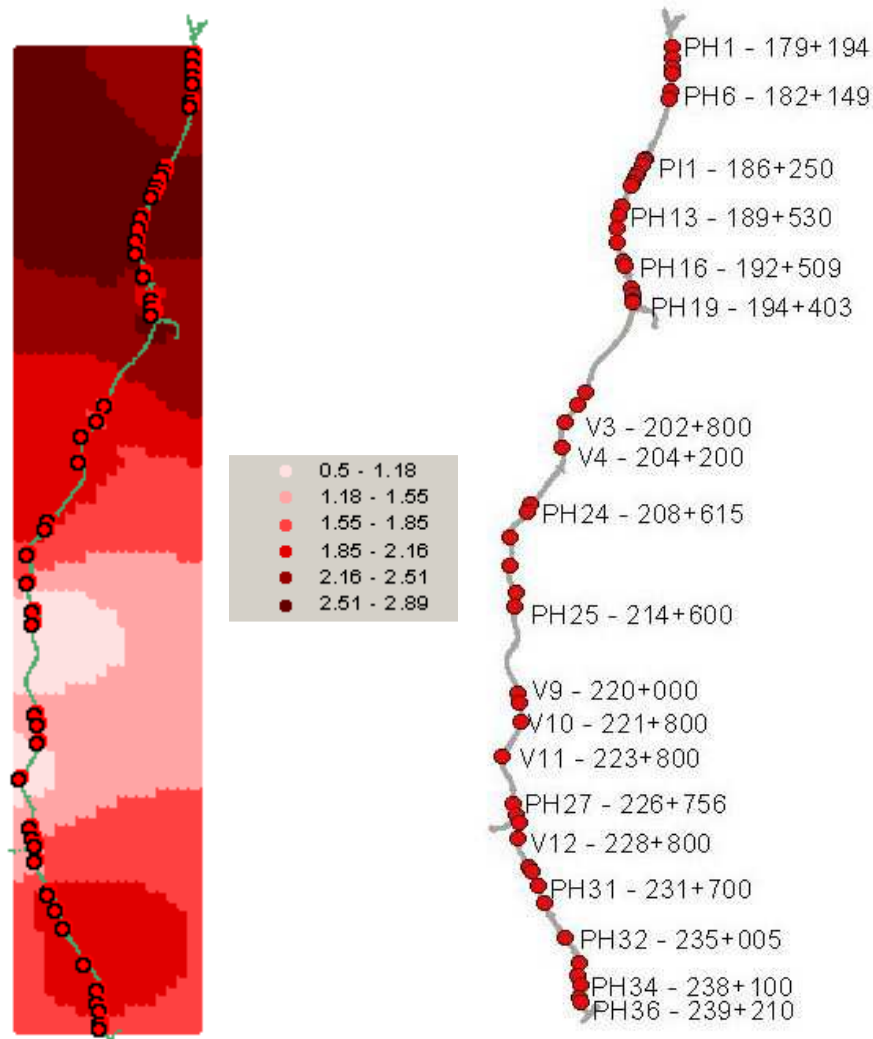 PH1 - 179+194
PH6 - 182+149
PI1 - 186+250
PH13 - 189+530
PH16 - 192+509
PH19 - 194+403
V3 - 202+800
V4 - 204+200
0.5 - 1.18
1.18 - 1.55
1.55 - 1.85
1.85 - 2.16
2.16 - 2.51
2.51 - 2.89
PH24 - 208+615
PH25 - 214+600
V9 - 220+000
V10 - 221+800
V11 - 223+800
PH27 - 226+756
V12 - 228+800
PH31 - 231+700
PH32 - 235+005
PH34 - 238+100
PH36 - 239+210